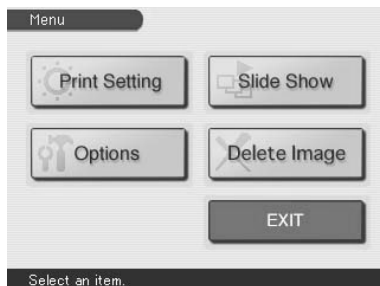 Menu
Print Setting
Slide Show
Options
Delete Image
EXIT
Select an item.